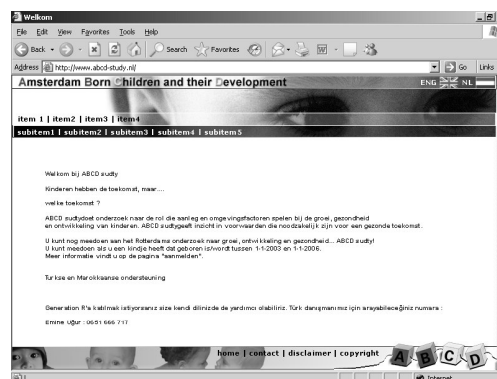 Welkom
File Edit View Favorites Tools Help
Back Search Favorites
Address http://www.abcd-study.nl/ Go Links
Amsterdam Born Children and their Development
ENG NL
item 1 | item2 | item3 | item4
subitem1 | subitem2 | subitem3 | subitem4 | subitem5
Welkom bij ABCD sudty
Kinderen hebben de toekomst, maar....
welke toekomst ?
ABCD sudtydoet onderzoek naar de rol die aanleg en omgevingsfactoren spelen bij de groei, gezondheid
en ontwikkeling van kinderen. ABCD sudtygeeft inzicht in voorwaarden die noodzakelijk zijn voor een gezonde toekomst.
U kunt nog meedoen aan het Rotterdams onderzoek naar groei, ontwikkeling en gezondheid... ABCD sudty!
U kunt meedoen als u een kindje heeft dat geboren is/wordt tussen 1-1-2003 en 1-1-2006.
Meer informatie vindt u op de pagina "aanmelden".
Turkse en Marokkaanse ondersteuning
Generation R'a katılmak istiyorsanız size kendi dilinizde de yardımcı olabiliriz. Türk danışmanımız için arayabileceğiniz numara :
Emine Uğur : 0651 666 717
home | contact | disclaimer | copyright
A B C D
Internet